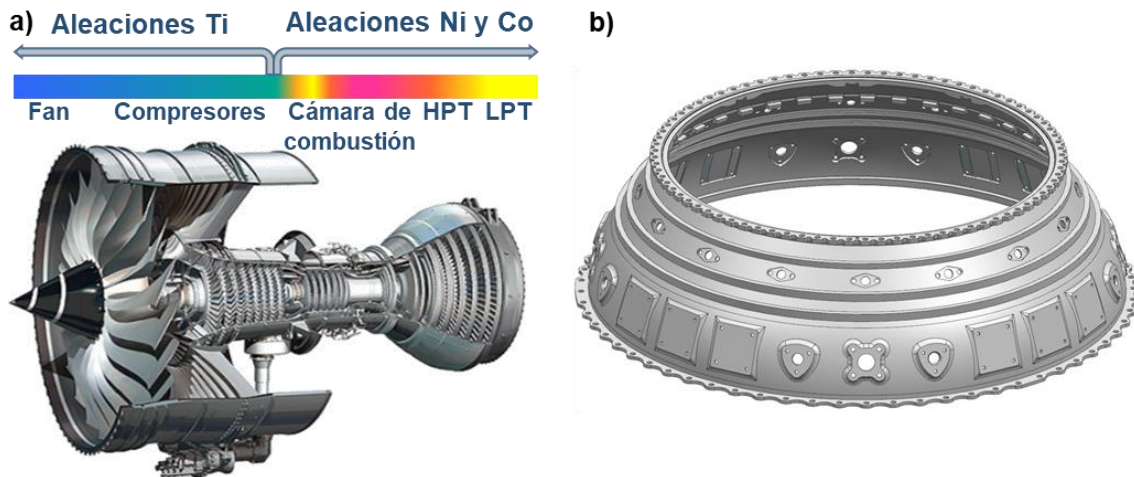 a)
Aleaciones Ti
Aleaciones Ni y Co
b)
Fan
Compresores
Cámara de
combustión
HPT
LPT